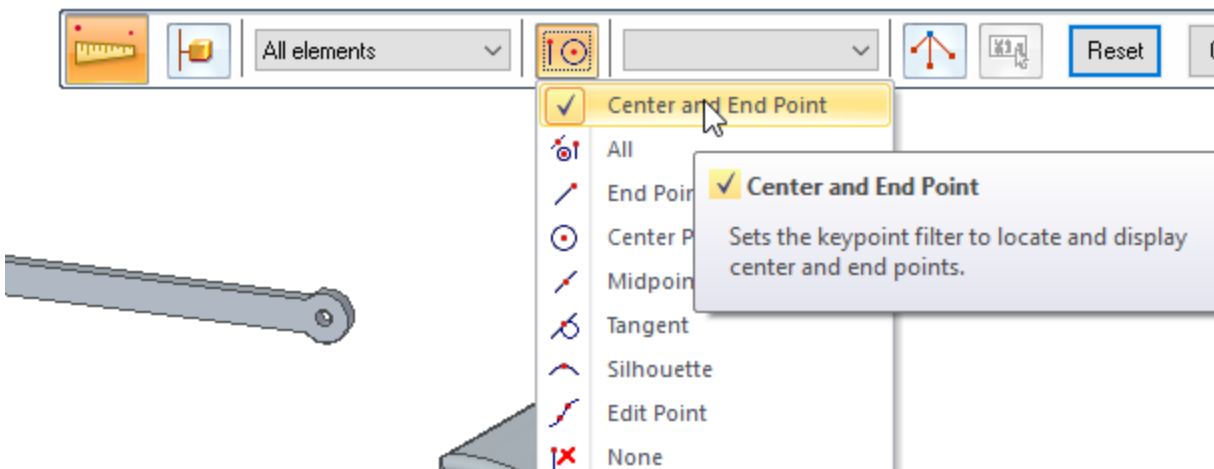 All elements
Reset
Center and End Point
All
End Poin
Center P
Midpoin
Tangent
Silhouette
Edit Point
None
Center and End Point
Sets the keypoint filter to locate and display
center and end points.